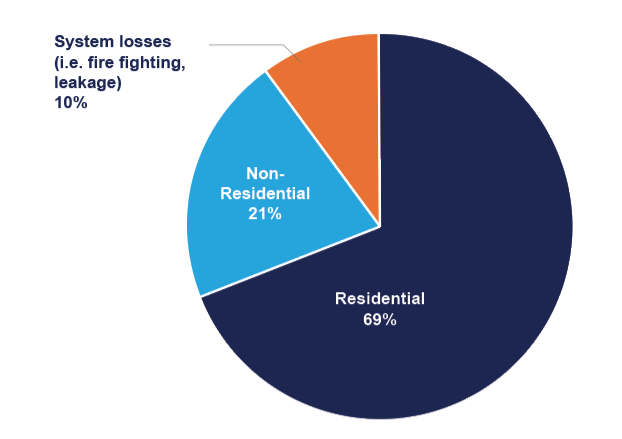 System losses
(i.e. fire fighting,
leakage)
10%
Non-
Residential
21%
Residential
69%